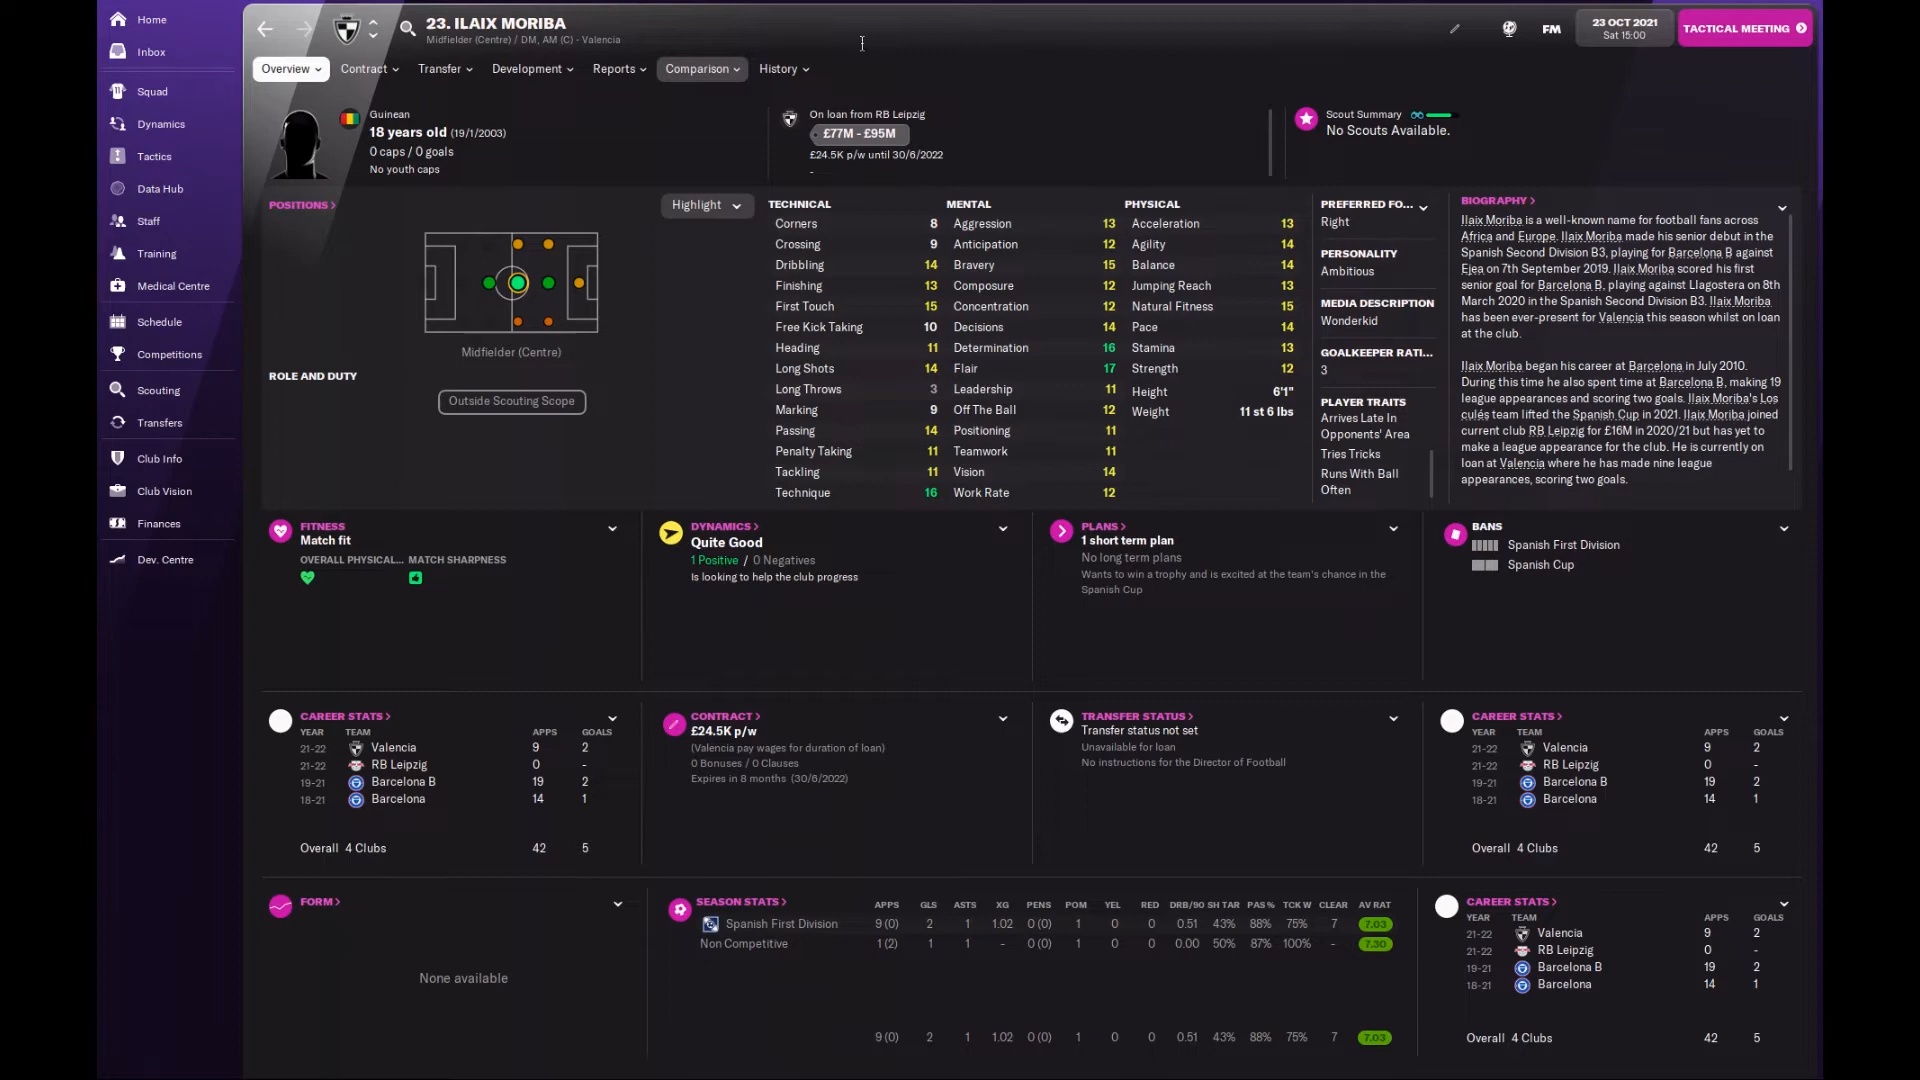 Home
Inbox
Squad
Dynamics
Tactics
Data Hub
Staff
Training
Medical Centre
Schedule
Competitions
Scouting
Transfers
Club Info
Club Vision
Finances
Dev. Centre
23. ILAIX MORIBA
Midfielder (Centre) / DM, AM (C) - Valencia
FM
23 OCT 2021
Sat 15:00
TACTICAL MEETING
Overview
Contract
Transfer
Development
Reports
Comparison
History
Guinean
18 years old (19/1/2003)
0 caps / 0 goals
No youth caps
On loan from RB Leipzig
£77M - £95M
£24.5K p/w until 30/6/2022
-
Scout Summary
No Scouts Available.
POSITIONS >
Highlight
Midfielder (Centre)
ROLE AND DUTY
Outside Scouting Scope
TECHNICAL
Corners 8
Crossing 9
Dribbling 14
Finishing 13
First Touch 15
Free Kick Taking 10
Heading 11
Long Shots 14
Long Throws 3
Marking 9
Passing 14
Penalty Taking 11
Tackling 11
Technique 16
MENTAL
Aggression 13
Anticipation 12
Bravery 15
Composure 12
Concentration 12
Decisions 14
Determination 16
Flair 17
Leadership 11
Off The Ball 12
Positioning 11
Teamwork 11
Vision 14
Work Rate 12
PHYSICAL
Acceleration 13
Agility 14
Balance 14
Jumping Reach 13
Natural Fitness 15
Pace 14
Stamina 13
Strength 12
Height 6'1"
Weight 11 st 6 lbs
PREFERRED FO...
Right
PERSONALITY
Ambitious
MEDIA DESCRIPTION
Wonderkid
GOALKEEPER RATI...
3
PLAYER TRAITS
Arrives Late In
Opponents' Area
Tries Tricks
Runs With Ball
Often
BIOGRAPHY >
Ilaix Moriba is a well-known name for football fans across
Africa and Europe. Ilaix Moriba made his senior debut in the
Spanish Second Division B3, playing for Barcelona B against
Ejea on 7th September 2019. Ilaix Moriba scored his first
senior goal for Barcelona B, playing against Llagostera on 8th
March 2020 in the Spanish Second Division B3. Ilaix Moriba
has been ever-present for Valencia this season whilst on loan
at the club.
Ilaix Moriba began his career at Barcelona in July 2010.
During this time he also spent time at Barcelona B, making 19
league appearances and scoring two goals. Ilaix Moriba's Los
culés team lifted the Spanish Cup in 2021. Ilaix Moriba joined
current club RB Leipzig for £16M in 2020/21 but has yet to
make a league appearance for the club. He is currently on
loan at Valencia where he has made nine league
appearances, scoring two goals.
FITNESS
Match fit
OVERALL PHYSICAL... MATCH SHARPNESS
DYNAMICS >
Quite Good
1 Positive / 0 Negatives
Is looking to help the club progress
PLANS >
1 short term plan
No long term plans
Wants to win a trophy and is excited at the team's chance in the
Spanish Cup
BANS
Spanish First Division
Spanish Cup
CAREER STATS >
YEAR TEAM APPS GOALS
21-22 Valencia 9 2
21-22 RB Leipzig 0 -
19-21 Barcelona B 19 2
18-21 Barcelona 14 1
Overall 4 Clubs 42 5
CONTRACT >
£24.5K p/w
(Valencia pay wages for duration of loan)
0 Bonuses / 0 Clauses
Expires in 8 months (30/6/2022)
TRANSFER STATUS >
Transfer status not set
Unavailable for loan
No instructions for the Director of Football
CAREER STATS >
YEAR TEAM APPS GOALS
21-22 Valencia 9 2
21-22 RB Leipzig 0 -
19-21 Barcelona B 19 2
18-21 Barcelona 14 1
Overall 4 Clubs 42 5
FORM >
None available
SEASON STATS > APPS GLS ASTS XG PENS POM YEL RED DRB/90 SH TAR PAS % TCK W CLEAR AV RAT
Spanish First Division 9 (0) 2 1 1.02 0 (0) 1 0 0 0.51 43% 88% 75% 7 7.03
Non Competitive 1 (2) 1 1 - 0 (0) 1 0 0 0.00 50% 87% 100% - 7.30
9 (0) 2 1 1.02 0 (0) 1 0 0 0.51 43% 88% 75% 7 7.03
CAREER STATS >
YEAR TEAM APPS GOALS
21-22 Valencia 9 2
21-22 RB Leipzig 0 -
19-21 Barcelona B 19 2
18-21 Barcelona 14 1
Overall 4 Clubs 42 5